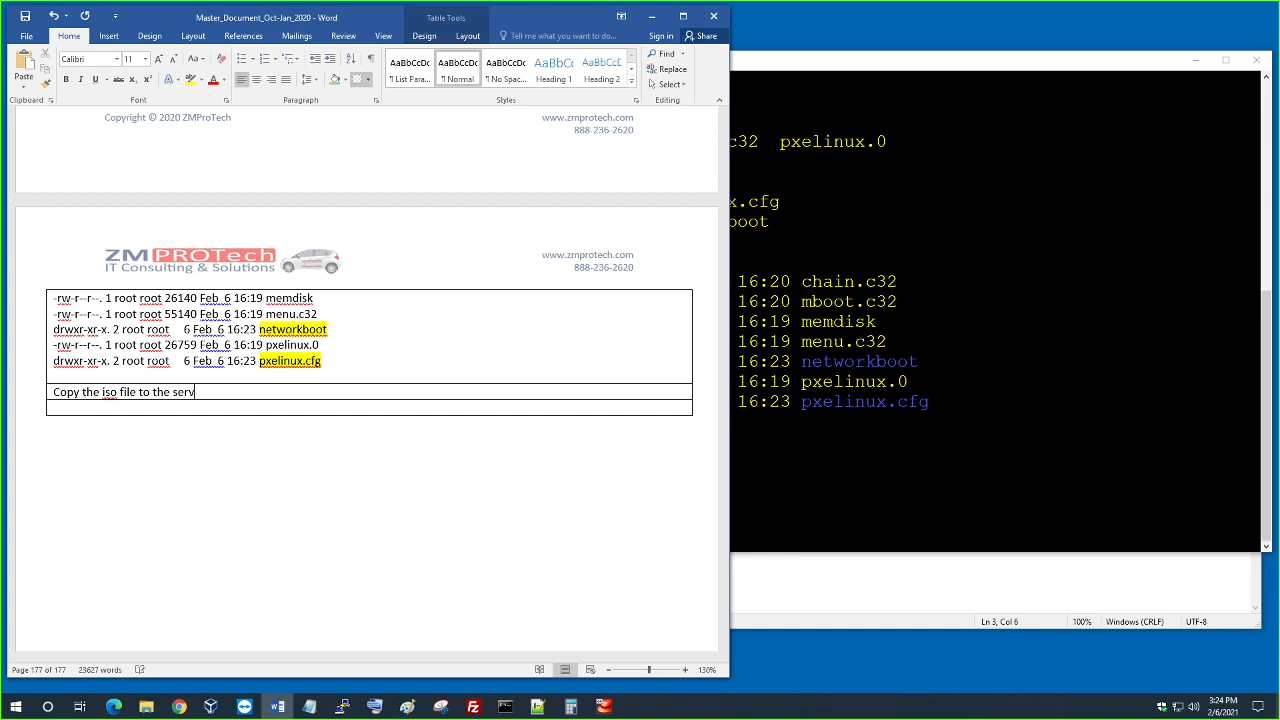 Master_Document_Oct-Jan_2020 - Word
Table Tools
File Home Insert Design Layout References Mailings Review View Design Layout Tell me what you want to do... Sign in Share
Paste
Clipboard
Calibri 11
Font
Paragraph
AaBbCcDc AaBbCcDc AaBbCcDc AaBbCc AaBbCcD
¶ List Para... ¶ Normal ¶ No Spac... Heading 1 Heading 2
Styles
Find
Replace
Select
Editing
Copyright © 2020 ZMProTech
www.zmprotech.com
888-236-2620
ZM PROTech
IT Consulting & Solutions
www.zmprotech.com
888-236-2620
-rw-r--r--. 1 root root 26140 Feb 6 16:19 memdisk
-rw-r--r--. 1 root root 55140 Feb 6 16:19 menu.c32
drwxr-xr-x. 2 root root 6 Feb 6 16:23 networkboot
-rw-r--r--. 1 root root 26759 Feb 6 16:19 pxelinux.0
drwxr-xr-x. 2 root root 6 Feb 6 16:23 pxelinux.cfg
Copy the iso file to the serv
Page 177 of 177 23627 words
130%
c32 pxelinux.0
x.cfg
boot
16:20 chain.c32
16:20 mboot.c32
16:19 memdisk
16:19 menu.c32
16:23 networkboot
16:19 pxelinux.0
16:23 pxelinux.cfg
Ln 3, Col 6 100% Windows (CRLF) UTF-8
3:24 PM
2/6/2021